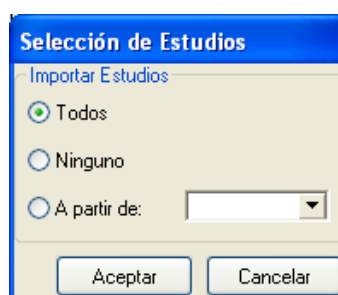 Selección de Estudios
Importar Estudios
Todos
Ninguno
A partir de:
Aceptar
Cancelar